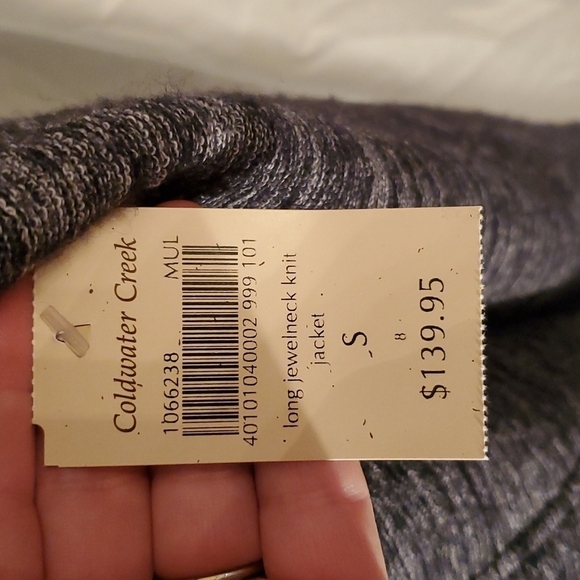 Coldwater Creek
1066238 MUL
40101040002 999 101
long jewelneck knit
jacket
S
8
$139.95